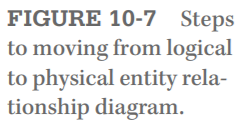 FIGURE 10-7 Steps
to moving from logical
to physical entity rela-
tionship diagram.